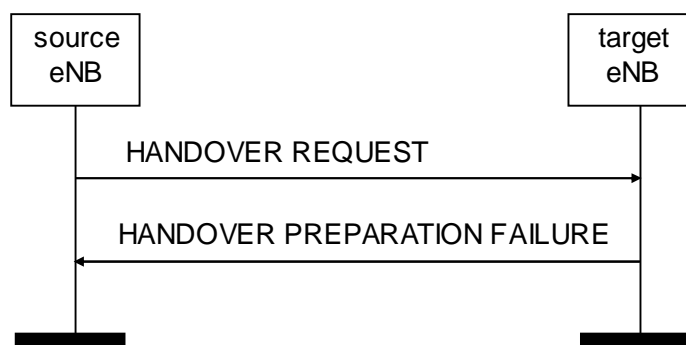 source
eNB
target
eNB
HANDOVER REQUEST
HANDOVER PREPARATION FAILURE